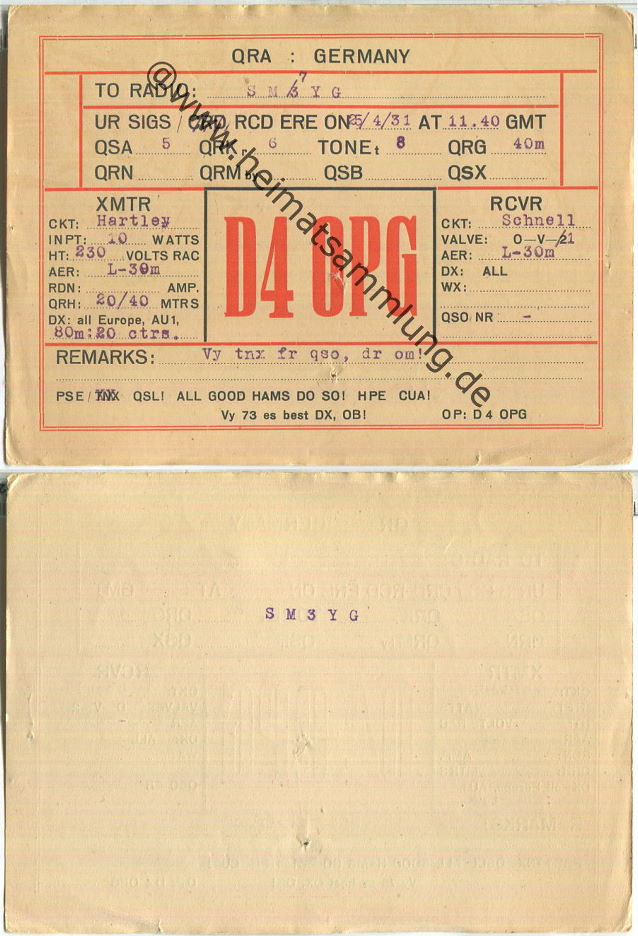 QRA : GERMANY
TO RADIO: SM3YG
7
UR SIGS / RCD ERE ON 25/4/31 AT 11.40 GMT
QSA 5 QRK. 6 TONE: 8 QRG 40m
QRN QRM QSB QSX
XMTR
CKT: Hartley
INPT: 10 WATTS
HT: 230 VOLTS RAC
AER: L-39m
RDN: AMP.
QRH: 20/40 MTRS
DX: all Europe, AU1,
80m:20 ctrs.
D4 OPG
RCVR
CKT: Schnell
VALVE: O-V-1
AER: L-30m
DX: ALL
WX:
QSO NR -
REMARKS: Vy tnx fr qso, dr om!
PSE / TNX QSL! ALL GOOD HAMS DO SO! HPE CUA!
Vy 73 es best DX, OB! OP: D4 OPG
@www.heimatsammlung.de
SM3YG